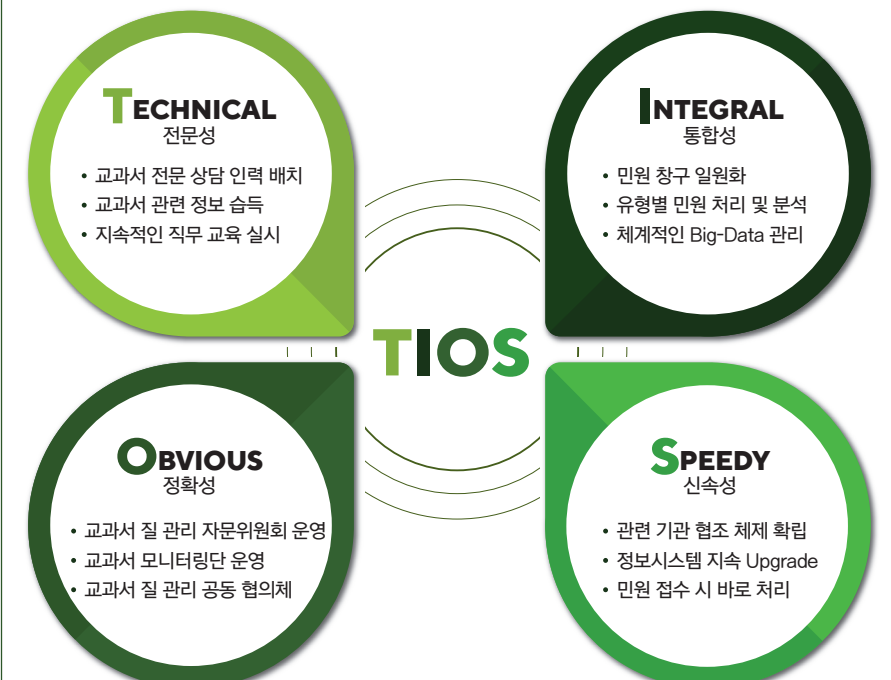 TECHNICAL
전문성
• 교과서 전문 상담 인력 배치
• 교과서 관련 정보 습득
• 지속적인 직무 교육 실시
INTEGRAL
통합성
• 민원 창구 일원화
• 유형별 민원 처리 및 분석
• 체계적인 Big-Data 관리
TIOS
OBVIOUS
정확성
• 교과서 질 관리 자문위원회 운영
• 교과서 모니터링단 운영
• 교과서 질 관리 공동 협의체
SPEEDY
신속성
• 관련 기관 협조 체제 확립
• 정보시스템 지속 Upgrade
• 민원 접수 시 바로 처리